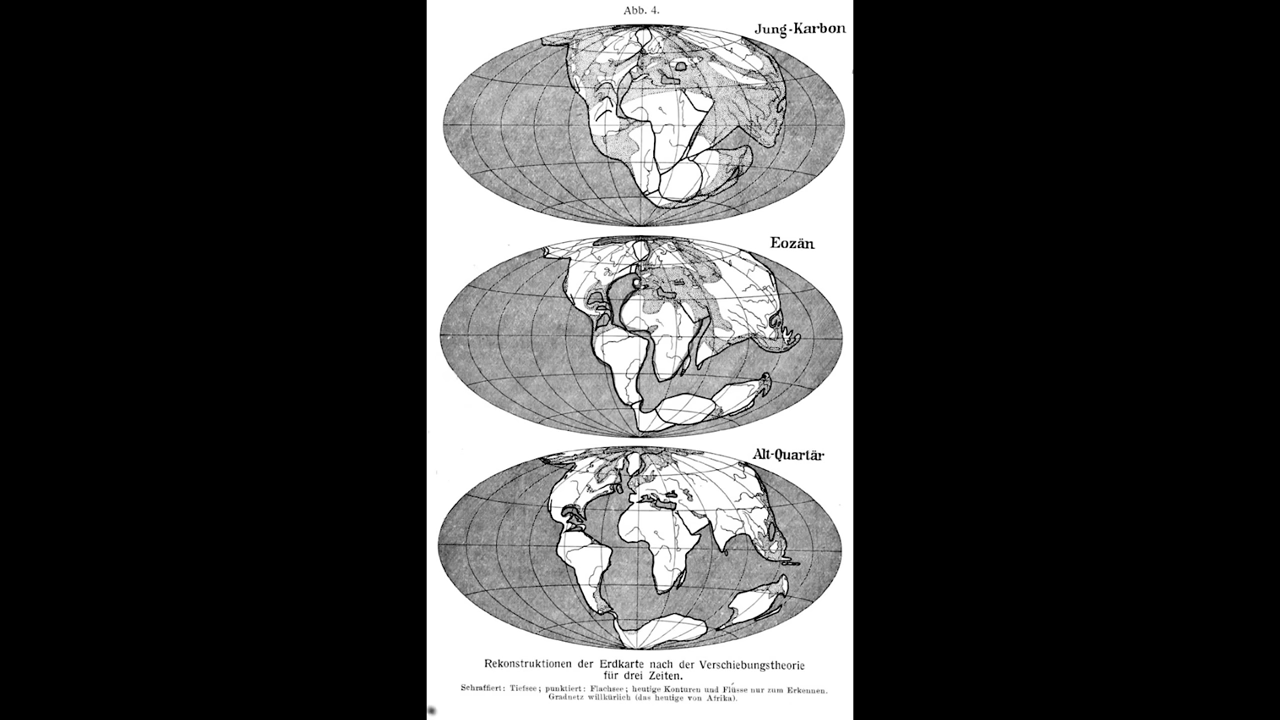 Abb. 4.
Jung-Karbon
Eozän
Alt-Quartär
Rekonstruktionen der Erdkarte nach der Verschiebungstheorie
für drei Zeiten.
Schraffiert: Tiefsee; punktiert: Flachsee; heutige Konturen und Flüsse nur zum Erkennen.
Gradnetz willkürlich (das heutige von Afrika).